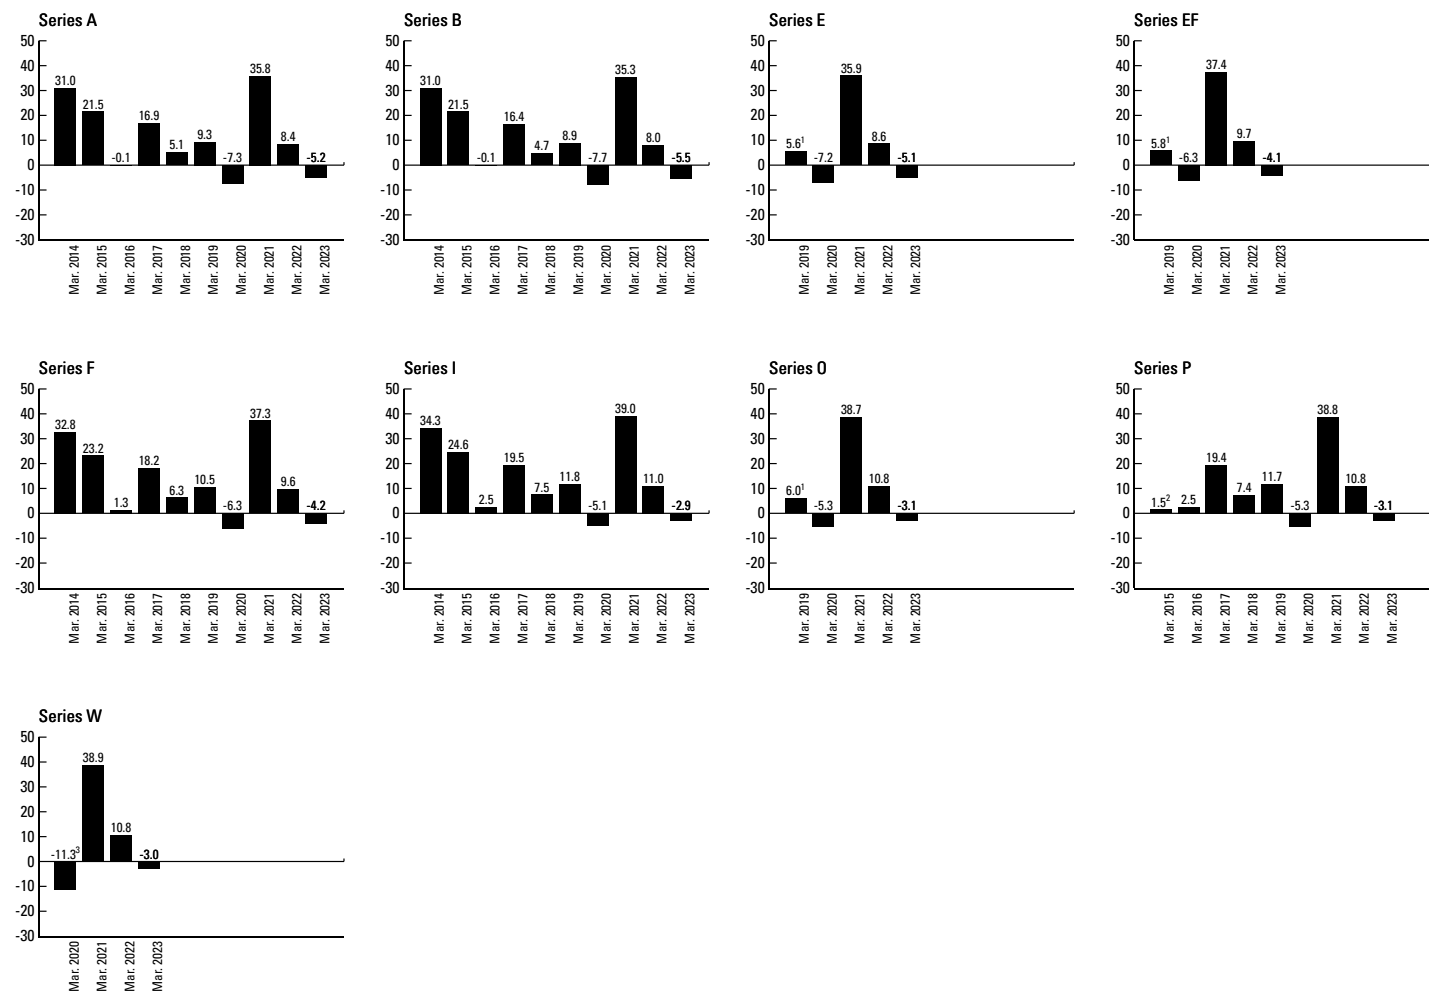 Series A
50
40
30
20
10
0
-10
-20
-30
31.0
21.5
-0.1
16.9
5.1
9.3
-7.3
35.8
8.4
-5.2
Mar. 2014
Mar. 2015
Mar. 2016
Mar. 2017
Mar. 2018
Mar. 2019
Mar. 2020
Mar. 2021
Mar. 2022
Mar. 2023
Series B
50
40
30
20
10
0
-10
-20
-30
31.0
21.5
-0.1
16.4
4.7
8.9
-7.7
35.3
8.0
-5.5
Mar. 2014
Mar. 2015
Mar. 2016
Mar. 2017
Mar. 2018
Mar. 2019
Mar. 2020
Mar. 2021
Mar. 2022
Mar. 2023
Series E
50
40
30
20
10
0
-10
-20
-30
5.6¹
-7.2
35.9
8.6
-5.1
Mar. 2019
Mar. 2020
Mar. 2021
Mar. 2022
Mar. 2023
Series EF
50
40
30
20
10
0
-10
-20
-30
5.8¹
-6.3
37.4
9.7
-4.1
Mar. 2019
Mar. 2020
Mar. 2021
Mar. 2022
Mar. 2023
Series F
50
40
30
20
10
0
-10
-20
-30
32.8
23.2
1.3
18.2
6.3
10.5
-6.3
37.3
9.6
-4.2
Mar. 2014
Mar. 2015
Mar. 2016
Mar. 2017
Mar. 2018
Mar. 2019
Mar. 2020
Mar. 2021
Mar. 2022
Mar. 2023
Series I
50
40
30
20
10
0
-10
-20
-30
34.3
24.6
2.5
19.5
7.5
11.8
-5.1
39.0
11.0
-2.9
Mar. 2014
Mar. 2015
Mar. 2016
Mar. 2017
Mar. 2018
Mar. 2019
Mar. 2020
Mar. 2021
Mar. 2022
Mar. 2023
Series O
50
40
30
20
10
0
-10
-20
-30
6.0¹
-5.3
38.7
10.8
-3.1
Mar. 2019
Mar. 2020
Mar. 2021
Mar. 2022
Mar. 2023
Series P
50
40
30
20
10
0
-10
-20
-30
1.5²
2.5
19.4
7.4
11.7
-5.3
38.8
10.8
-3.1
Mar. 2015
Mar. 2016
Mar. 2017
Mar. 2018
Mar. 2019
Mar. 2020
Mar. 2021
Mar. 2022
Mar. 2023
Series W
50
40
30
20
10
0
-10
-20
-30
-11.3³
38.9
10.8
-3.0
Mar. 2020
Mar. 2021
Mar. 2022
Mar. 2023